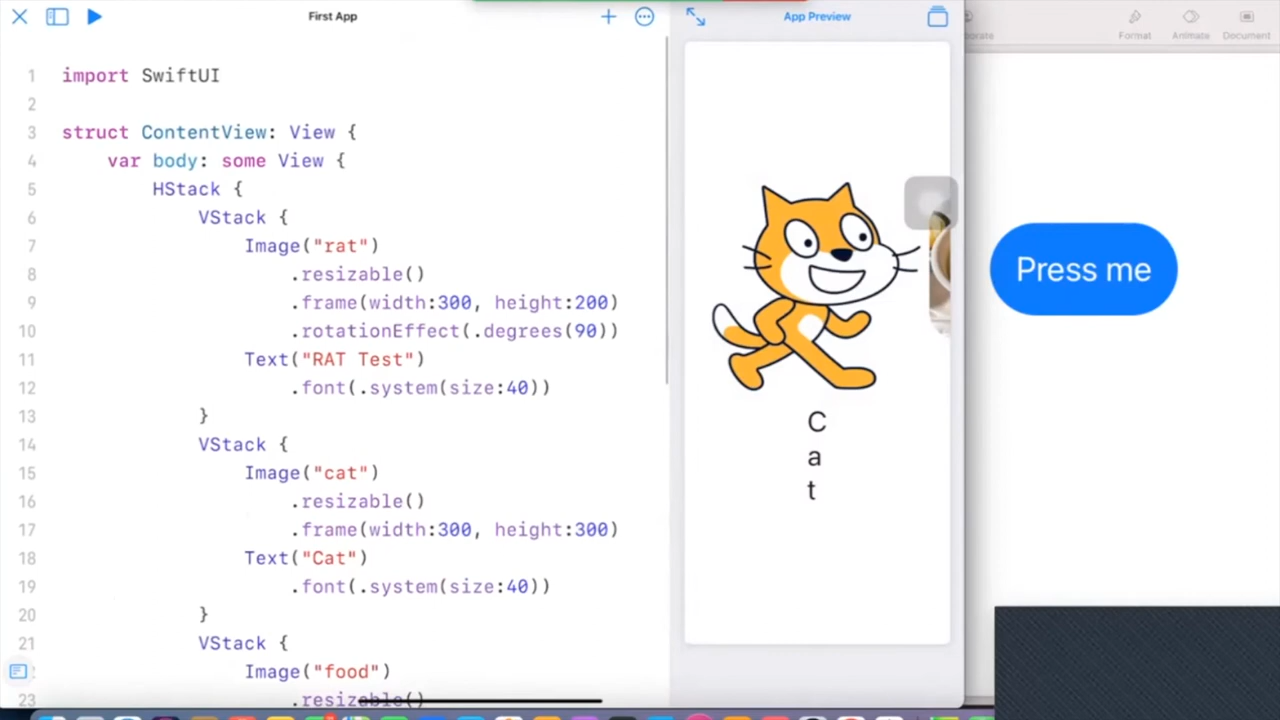 First App
App Preview
orate
Format
Animate
Document
1 import SwiftUI
2
3 struct ContentView: View {
4 var body: some View {
5 HStack {
6 VStack {
7 Image("rat")
8 .resizable()
9 .frame(width:300, height:200)
10 .rotationEffect(.degrees(90))
11 Text("RAT Test")
12 .font(.system(size:40))
13 }
14 VStack {
15 Image("cat")
16 .resizable()
17 .frame(width:300, height:300)
18 Text("Cat")
19 .font(.system(size:40))
20 }
21 VStack {
Image("food")
23 .resizable()
C
a
t
Press me